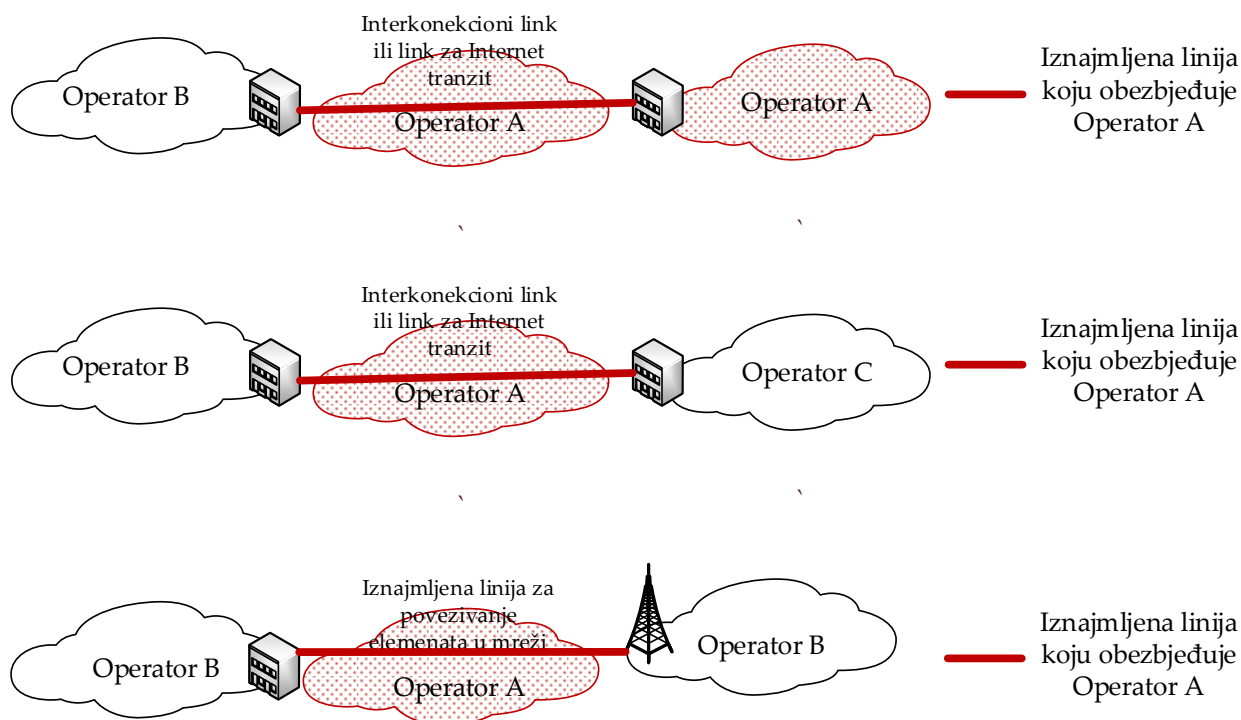 Interkonekcioni link
ili link za Internet
tranzit
Operator B
Operator A
Operator A
Iznajmljena linija
koju obezbjeđuje
Operator A
Interkonekcioni link
ili link za Internet
tranzit
Operator B
Operator A
Operator C
Iznajmljena linija
koju obezbjeđuje
Operator A
Iznajmljena linija za
povezivanje
elemenata u mreži
Operator B
Operator A
Operator B
Iznajmljena linija
koju obezbjeđuje
Operator A